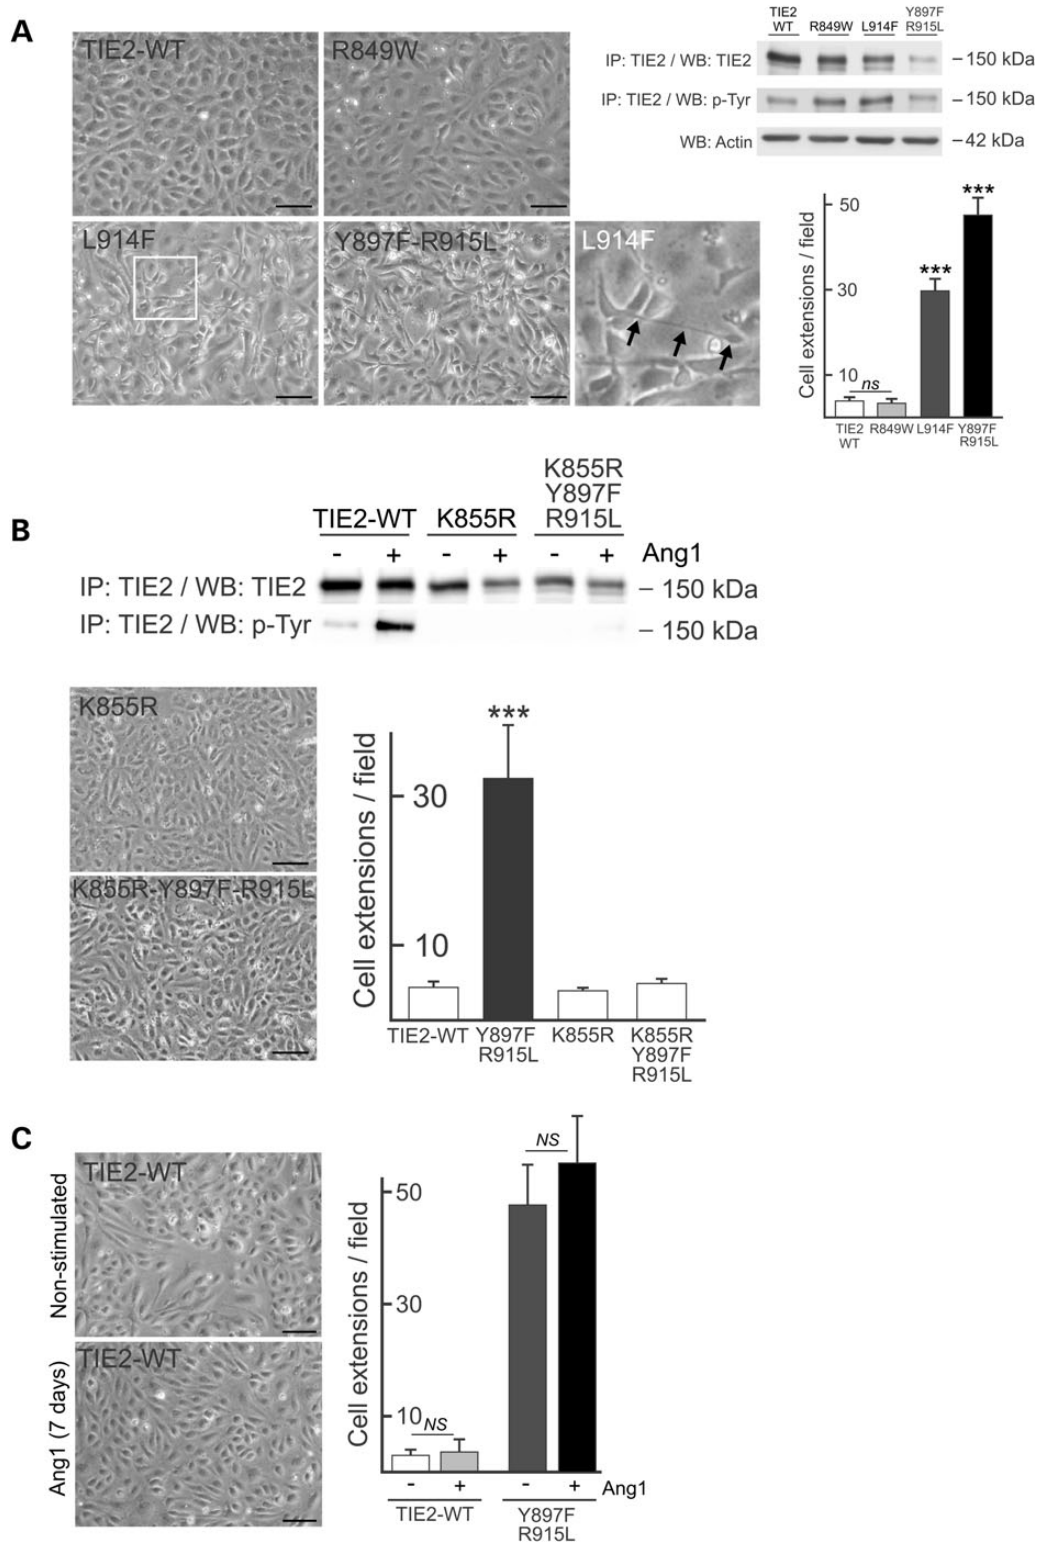 A
TIE2-WT
R849W
L914F
Y897F-R915L
L914F
TIE2 WT
R849W
L914F
Y897F R915L
IP: TIE2 / WB: TIE2
– 150 kDa
IP: TIE2 / WB: p-Tyr
– 150 kDa
WB: Actin
– 42 kDa
Cell extensions / field
50
30
10
ns
***
***
TIE2 WT
R849W
L914F
Y897F R915L
B
TIE2-WT
K855R
K855R
Y897F
R915L
- + - + - + Ang1
IP: TIE2 / WB: TIE2
– 150 kDa
IP: TIE2 / WB: p-Tyr
– 150 kDa
K855R
K855R-Y897F-R915L
Cell extensions / field
30
10
***
TIE2-WT
Y897F
R915L
K855R
K855R
Y897F
R915L
C
Non-stimulated
TIE2-WT
Ang1 (7 days)
TIE2-WT
Cell extensions / field
50
30
10
NS
NS
- + - + Ang1
TIE2-WT
Y897F
R915L